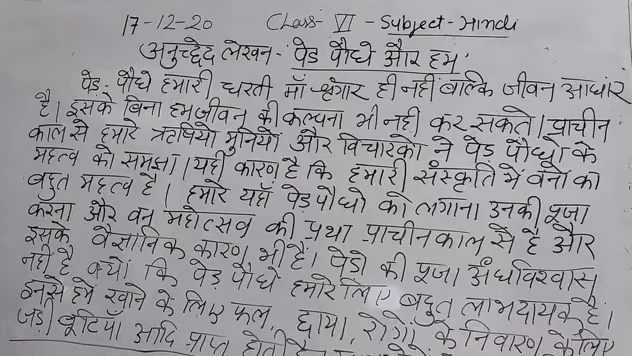 17-12-20 Class- VI - Subject-Hindi
अनुच्छेद लेखन- 'पेड़ पौधे और हम'
पेड़- पौधे हमारी धरती माँ-श्रृंगार ही नहीं बल्कि जीवन आधार
है। इसके बिना हम जीवन की कल्पना भी नही कर सकते। प्राचीन
काल से हमारे ऋषियों मुनियों और विचारको ने पेड़ पौधों के
महत्व को समझा। यही कारण है कि हमारी संस्कृति में वनों का
बहुत महत्व है। हमारे यहाँ पेड़ पौधों को लगाना उनकी पूजा
करना और वन महोत्सव की प्रथा प्राचीनकाल से है और
इसके वैज्ञानिक कारण भी हैं। पेड़ो की पूजा अंधविश्वास
नहीं है क्यों कि पेड़ पौधे हमारे लिए बहुत लाभदायक है।
इनसे हमें खाने के लिए फल, छाया, रोगों के निवारण के लिए
जड़ी बूटियाँ आदि प्राप्त होती है